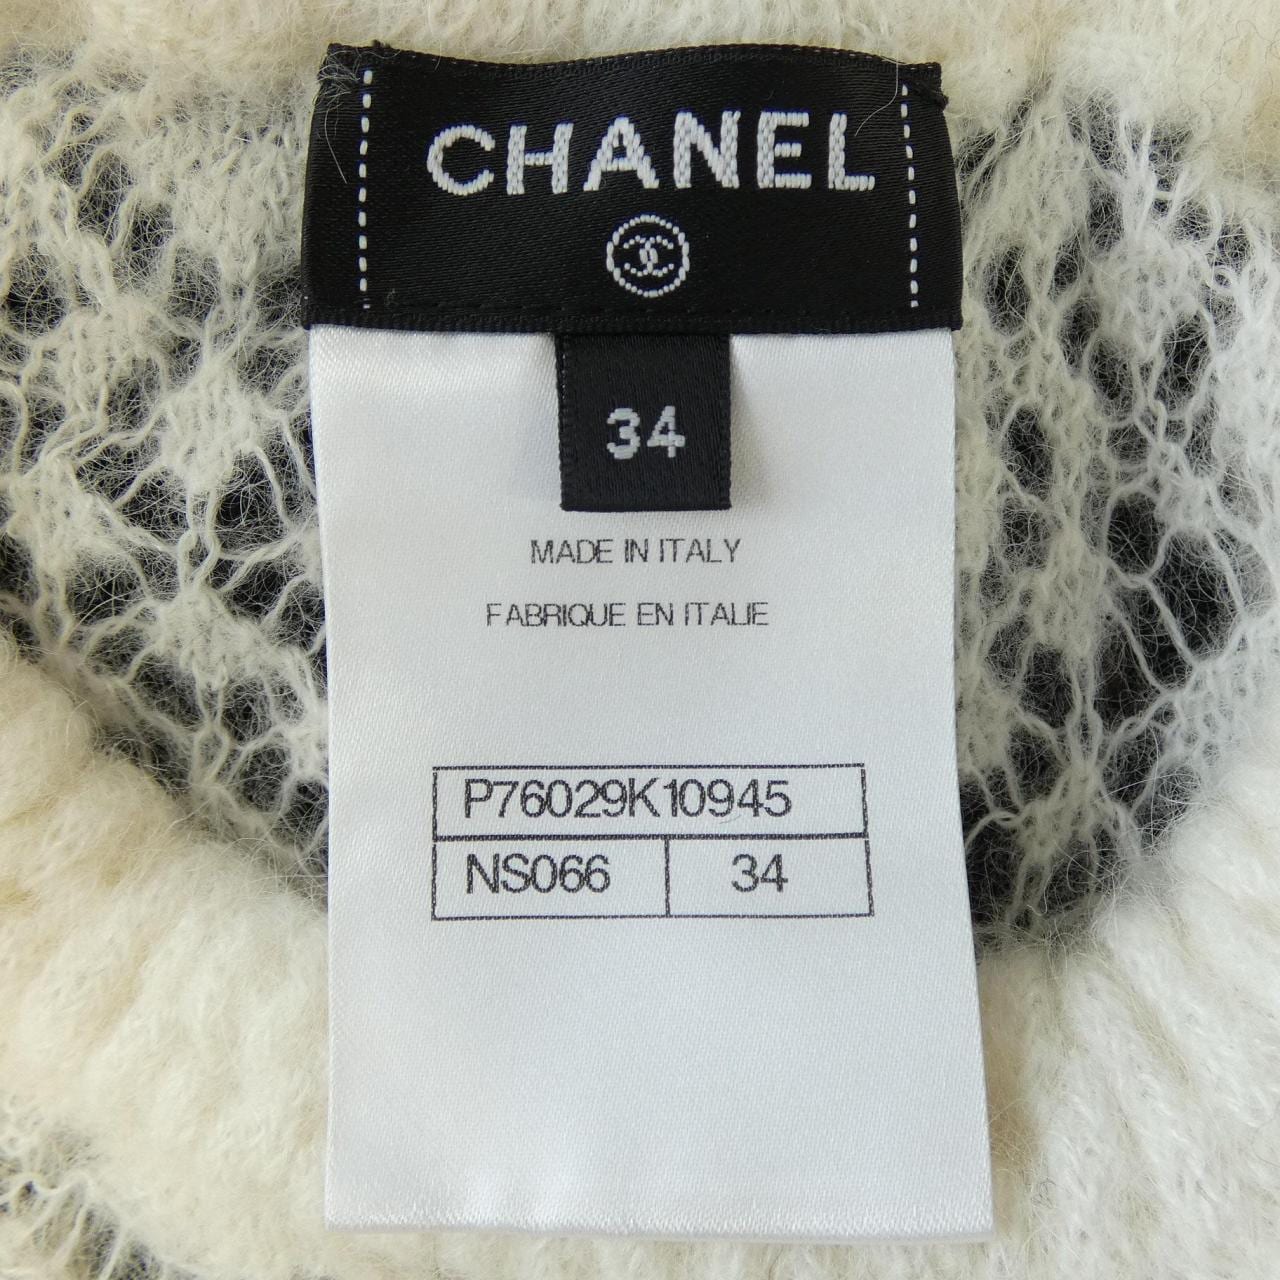 CHANEL
34
MADE IN ITALY
FABRIQUE EN ITALIE
P76029K10945
NS066 34